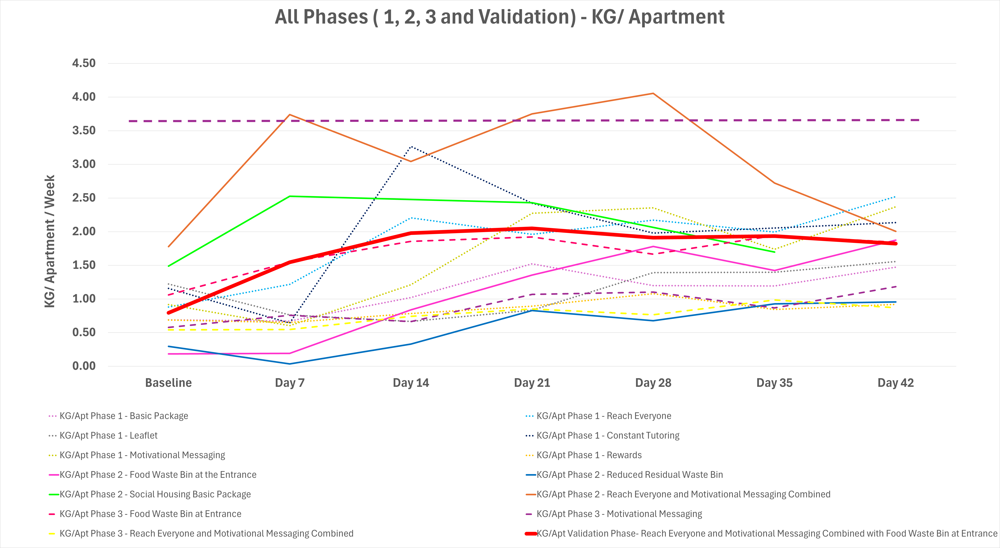 All Phases ( 1, 2, 3 and Validation) - KG/ Apartment
KG/ Apartment / Week
4.50
4.00
3.50
3.00
2.50
2.00
1.50
1.00
0.50
0.00
Baseline Day 7 Day 14 Day 21 Day 28 Day 35 Day 42
KG/Apt Phase 1 - Basic Package
KG/Apt Phase 1 - Reach Everyone
KG/Apt Phase 1 - Leaflet
KG/Apt Phase 1 - Constant Tutoring
KG/Apt Phase 1 - Motivational Messaging
KG/Apt Phase 1 - Rewards
KG/Apt Phase 2 - Food Waste Bin at the Entrance
KG/Apt Phase 2 - Reduced Residual Waste Bin
KG/Apt Phase 2 - Social Housing Basic Package
KG/Apt Phase 2 - Reach Everyone and Motivational Messaging Combined
KG/Apt Phase 3 - Food Waste Bin at Entrance
KG/Apt Phase 3 - Motivational Messaging
KG/Apt Phase 3 - Reach Everyone and Motivational Messaging Combined
KG/Apt Validation Phase- Reach Everyone and Motivational Messaging Combined with Food Waste Bin at Entrance